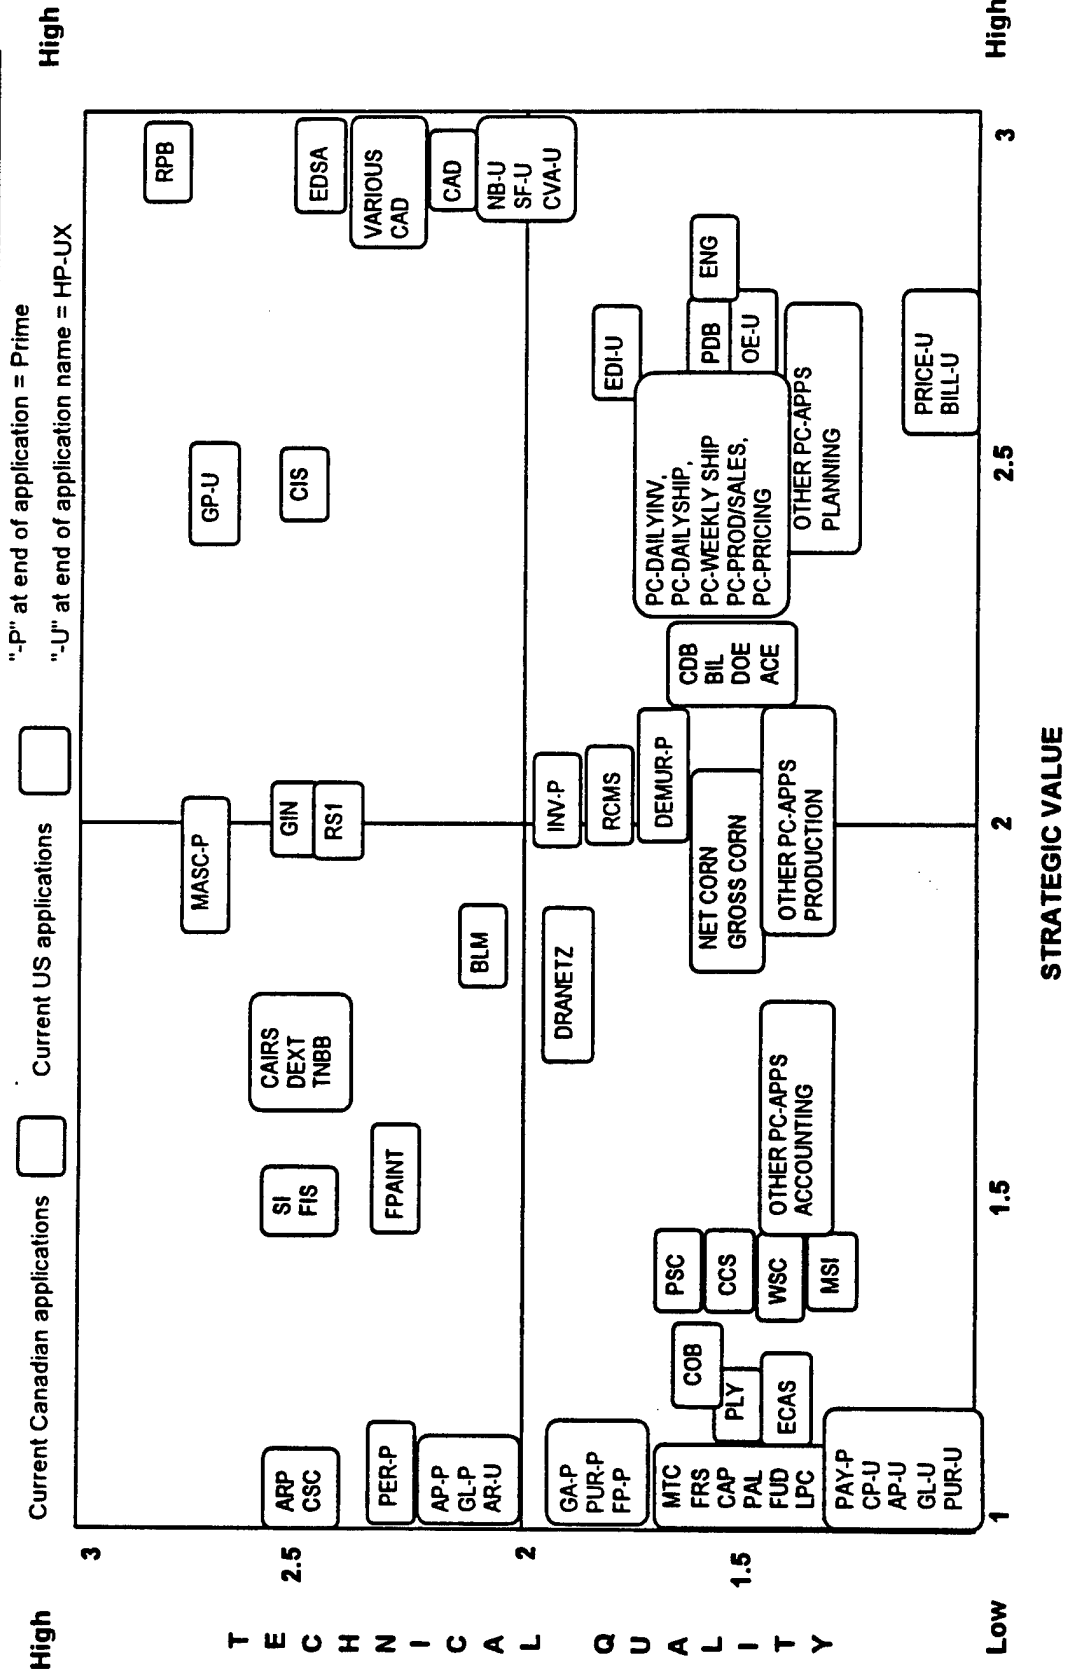 "-P" at end of application = Prime
Current Canadian applications
Current US applications
"-U" at end of application name = HP-UX
High
High
3
RPB
MASC-P
GP-U
2.5
ARP
CSC
SI
FIS
CAIRS
DEXT
TNBB
GIN
RS1
CIS
EDSA
PER-P
FPAINT
VARIOUS
CAD
AP-P
GL-P
AR-U
BLM
CAD
2
NB-U
SF-U
CVA-U
GA-P
PUR-P
FP-P
DRANETZ
INV-P
RCMS
EDI-U
MTC
FRS
CAP
PAL
FUD
LPC
COB
PLY
ECAS
PSC
CCS
WSC
MSI
DEMUR-P
NET CORN
GROSS CORN
CDB
BIL
DOE
ACE
PC-DAILYINV,
PC-DAILYSHIP,
PC-WEEKLY SHIP
PC-PROD/SALES,
PC-PRICING
PDB
ENG
OE-U
1.5
OTHER PC-APPS
ACCOUNTING
OTHER PC-APPS
PRODUCTION
OTHER PC-APPS
PLANNING
PAY-P
CP-U
AP-U
GL-U
PUR-U
PRICE-U
BILL-U
TECHNICAL QUALITY
Low
1
1.5
2
2.5
3
High
STRATEGIC VALUE